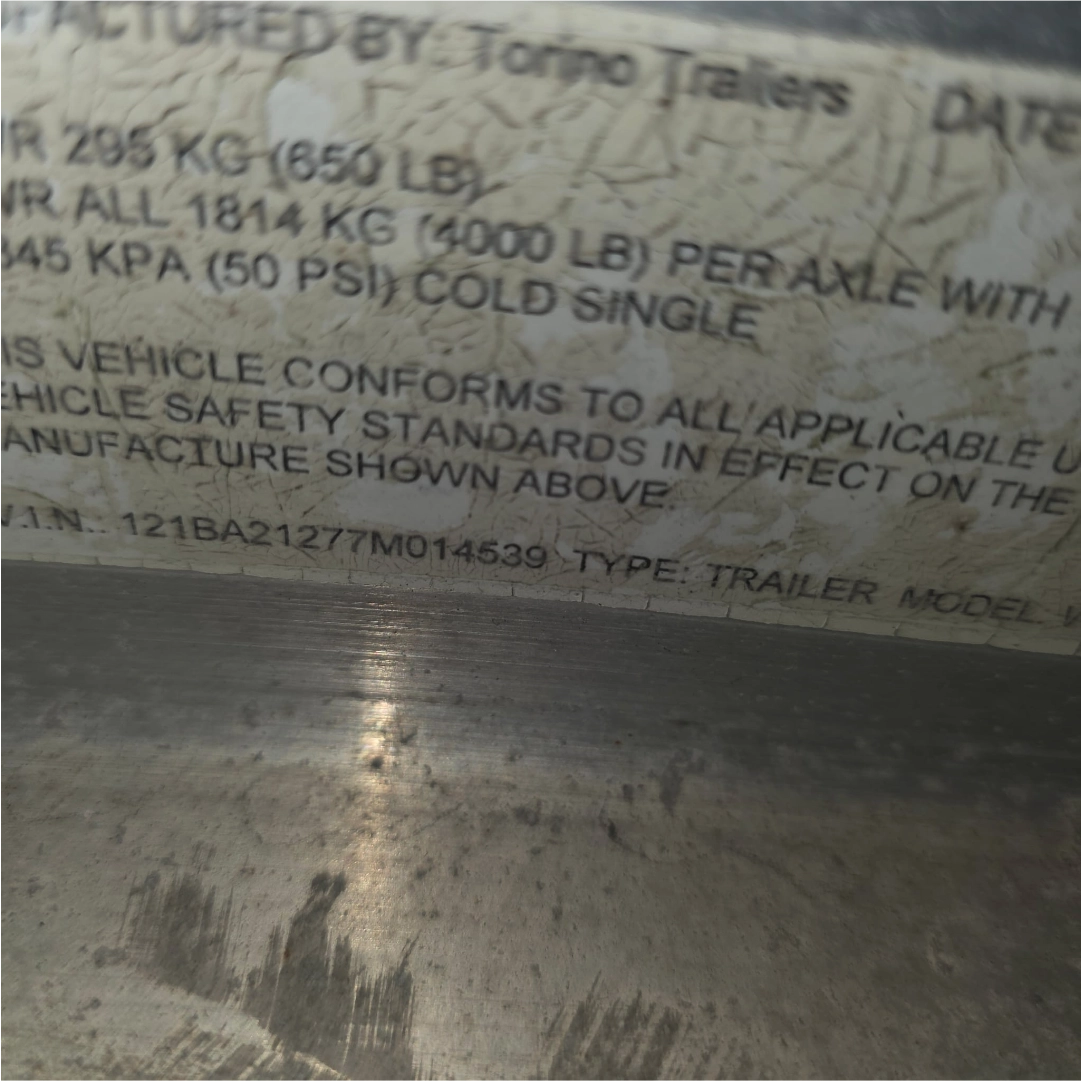 FACTURED BY: Torino Trailers DATE
R 295 KG (650 LB)
R ALL 1814 KG (4000 LB) PER AXLE WITH
345 KPA (50 PSI) COLD SINGLE
IS VEHICLE CONFORMS TO ALL APPLICABLE U
EHICLE SAFETY STANDARDS IN EFFECT ON THE
ANUFACTURE SHOWN ABOVE.
V.I.N.: 121BA21277M014539 TYPE: TRAILER MODEL